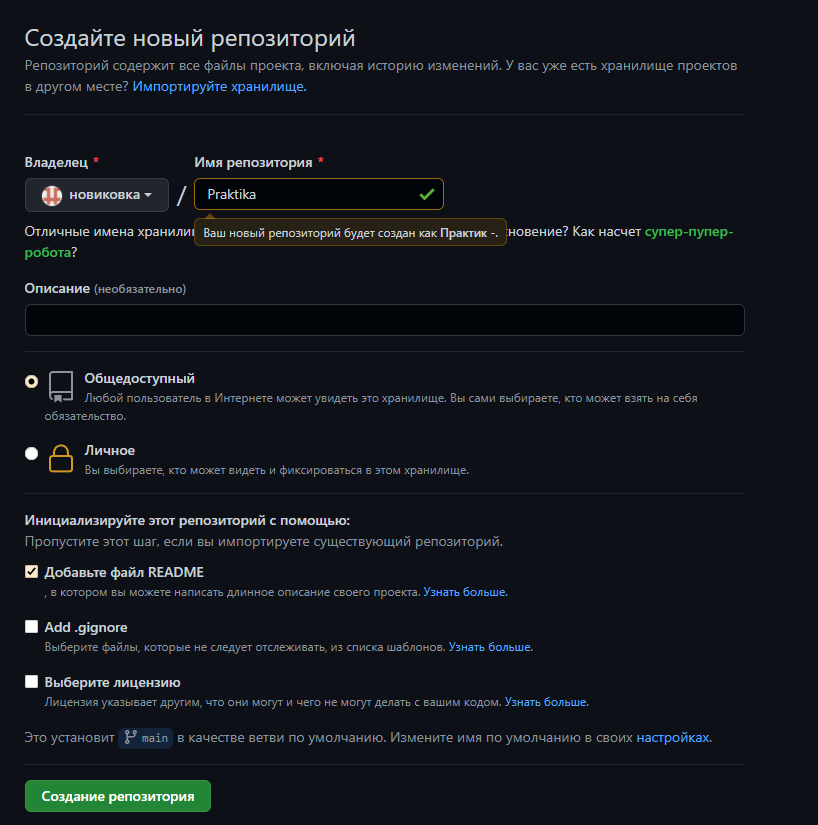 Создайте новый репозиторий
Репозиторий содержит все файлы проекта, включая историю изменений. У вас уже есть хранилище проектов
в другом месте? Импортируйте хранилище.
Владелец *
Имя репозитория *
новиковка
/
Praktika
Отличные имена хранили
Ваш новый репозиторий будет создан как Практик -.
кновение? Как насчет супер-пупер-
робота?
Описание (необязательно)
Общедоступный
Любой пользователь в Интернете может увидеть это хранилище. Вы сами выбираете, кто может взять на себя
обязательство.
Личное
Вы выбираете, кто может видеть и фиксироваться в этом хранилище.
Инициализируйте этот репозиторий с помощью:
Пропустите этот шаг, если вы импортируете существующий репозиторий.
Добавьте файл README
, в котором вы можете написать длинное описание своего проекта. Узнать больше.
Add .gignore
Выберите файлы, которые не следует отслеживать, из списка шаблонов. Узнать больше.
Выберите лицензию
Лицензия указывает другим, что они могут и чего не могут делать с вашим кодом. Узнать больше.
Это установит main в качестве ветви по умолчанию. Измените имя по умолчанию в своих настройках.
Создание репозитория